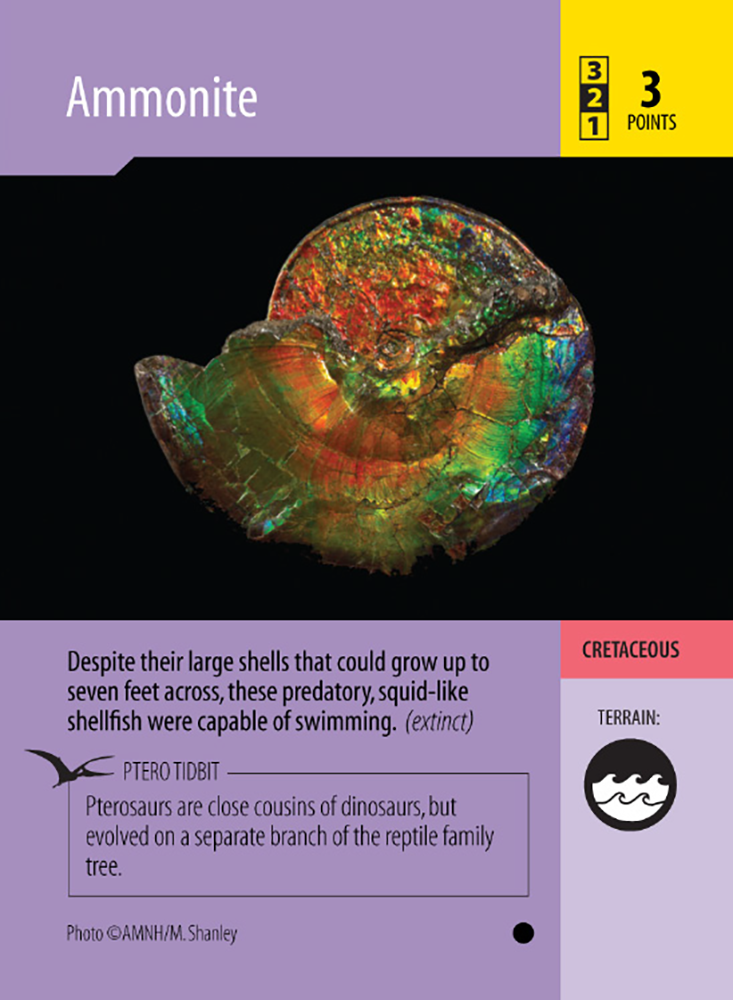 Ammonite
3
2
1
3
POINTS
Despite their large shells that could grow up to
seven feet across, these predatory, squid-like
shellfish were capable of swimming. (extinct)
PTERO TIDBIT
Pterosaurs are close cousins of dinosaurs, but
evolved on a separate branch of the reptile family
tree.
Photo ©AMNH/M. Shanley
CRETACEOUS
TERRAIN: